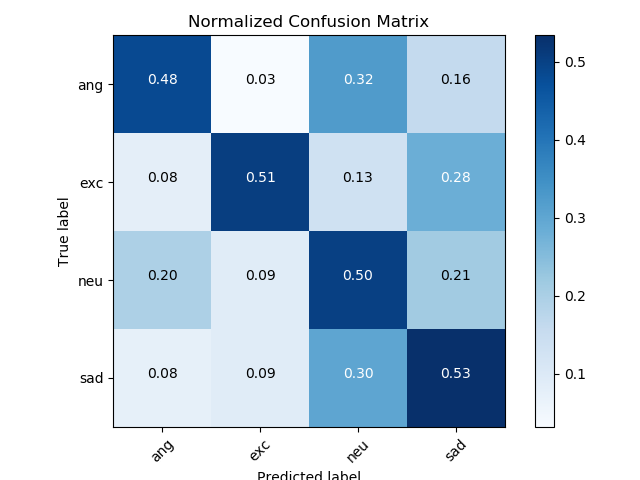 Normalized Confusion Matrix
ang 0.48 0.03 0.32 0.16
exc 0.08 0.51 0.13 0.28
neu 0.20 0.09 0.50 0.21
sad 0.08 0.09 0.30 0.53
ang exc neu sad
True label
Predicted label
0.5
0.4
0.3
0.2
0.1